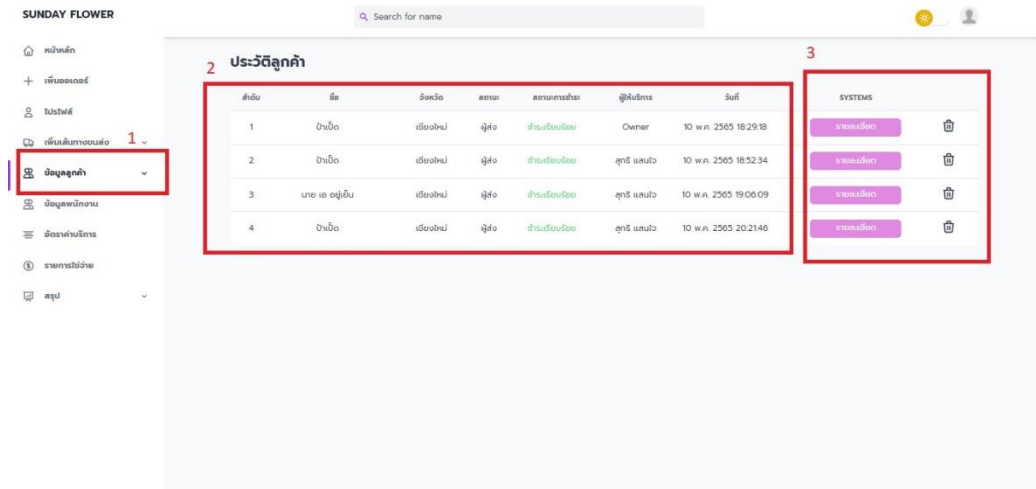 SUNDAY FLOWER
Search for name
หน้าหลัก
เพิ่มออเดอร์
โปรไฟล์
เพิ่มเส้นทางขนส่ง
1
ข้อมูลลูกค้า
ข้อมูลพนักงาน
อัตราค่าบริการ
รายการใช้จ่าย
สรุป
2
ประวัติลูกค้า
3
ลำดับ ชื่อ จังหวัด สถานะ สถานะการชำระ ผู้ให้บริการ วันที่ SYSTEMS
1 ป้าเป็ด เชียงใหม่ ผู้ส่ง ชำระเรียบร้อย Owner 10 พ.ค. 2565 18:29:18 รายละเอียด
2 ป้าเป็ด เชียงใหม่ ผู้ส่ง ชำระเรียบร้อย สุทธิ แสนใจ 10 พ.ค. 2565 18:52:34 รายละเอียด
3 นาย เอ อยู่เย็น เชียงใหม่ ผู้ส่ง ชำระเรียบร้อย สุทธิ แสนใจ 10 พ.ค. 2565 19:06:09 รายละเอียด
4 ป้าเป็ด เชียงใหม่ ผู้ส่ง ชำระเรียบร้อย สุทธิ แสนใจ 10 พ.ค. 2565 20:21:46 รายละเอียด